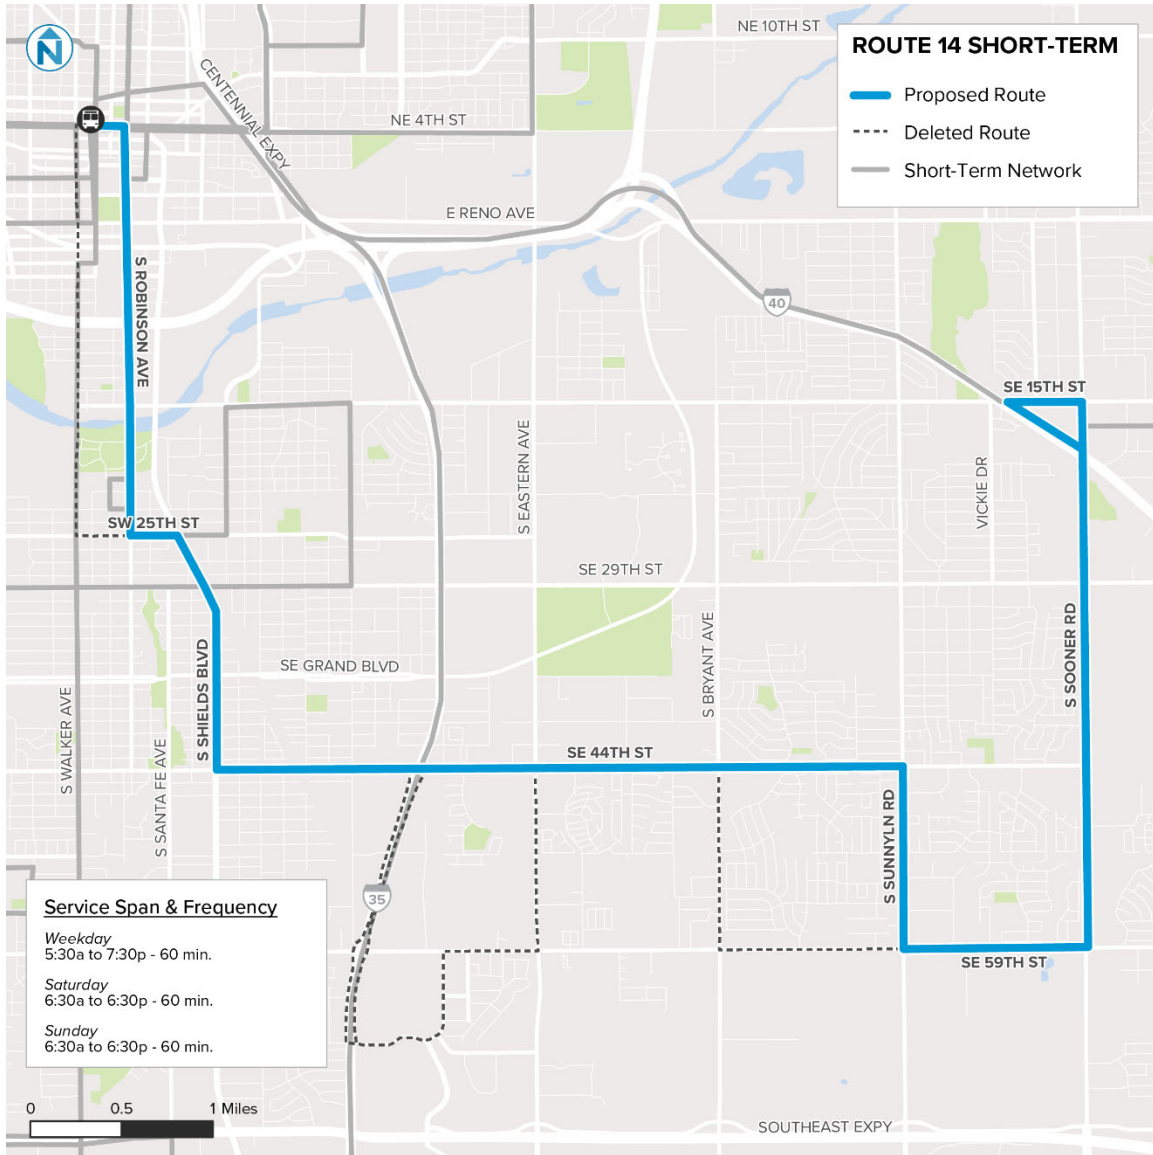 N
NE 10TH ST
ROUTE 14 SHORT-TERM
Proposed Route
Deleted Route
Short-Term Network
CENTENNIAL EXPY
NE 4TH ST
E RENO AVE
S ROBINSON AVE
40
SE 15TH ST
S EASTERN AVE
VICKIE DR
SW 25TH ST
SE 29TH ST
S BRYANT AVE
S SOONER RD
SE GRAND BLVD
S SHIELDS BLVD
S WALKER AVE
S SANTA FE AVE
SE 44TH ST
S SUNNYLN RD
35
SE 59TH ST
Service Span & Frequency
Weekday
5:30a to 7:30p - 60 min.
Saturday
6:30a to 6:30p - 60 min.
Sunday
6:30a to 6:30p - 60 min.
0 0.5 1 Miles
SOUTHEAST EXPY